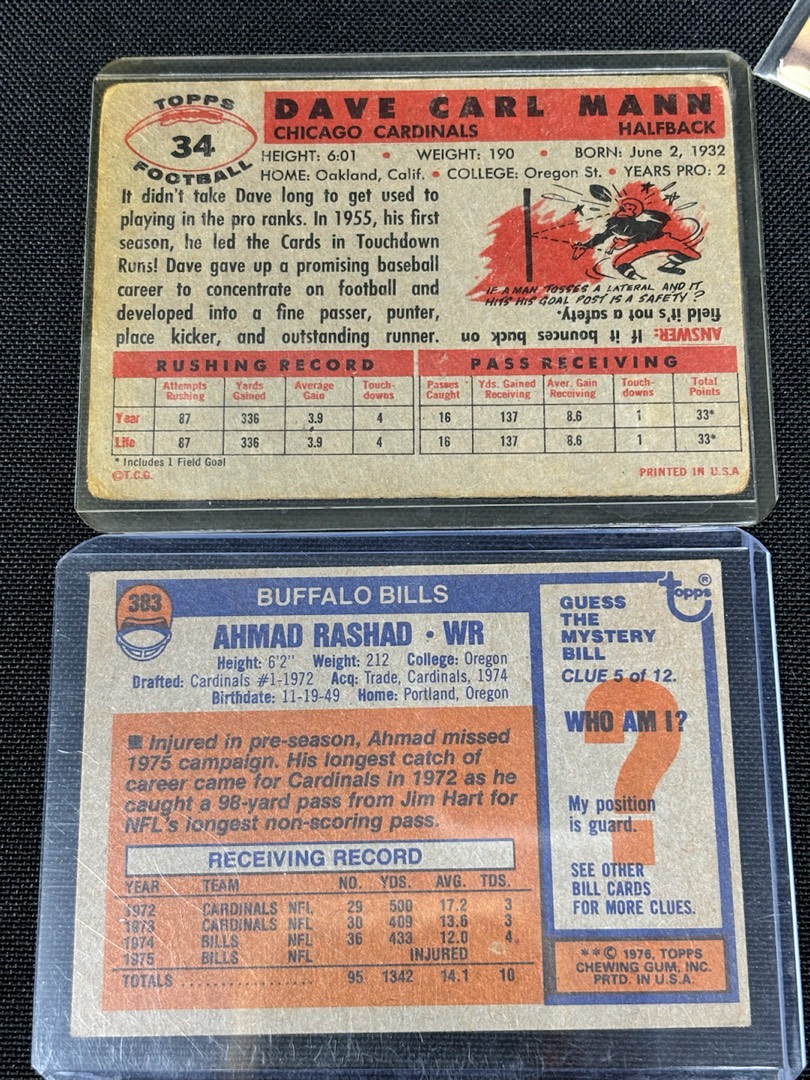 TOPPS
34
FOOTBALL
DAVE CARL MANN
CHICAGO CARDINALS HALFBACK
HEIGHT: 6:01 • WEIGHT: 190 • BORN: June 2, 1932
HOME: Oakland, Calif. • COLLEGE: Oregon St. • YEARS PRO: 2
It didn't take Dave long to get used to
playing in the pro ranks. In 1955, his first
season, he led the Cards in Touchdown
Runs! Dave gave up a promising baseball
career to concentrate on football and
developed into a fine passer, punter,
place kicker, and outstanding runner.
IF A MAN TOSSES A LATERAL AND IT
HITS HIS GOAL POST IS A SAFETY?
ANSWER: If it bounces back on
field it's not a safety.
RUSHING RECORD PASS RECEIVING
Attempts Rushing Yards Gained Average Gain Touch-downs Passes Caught Yds. Gained Receiving Aver. Gain Receiving Touch-downs Total Points
Year 87 336 3.9 4 16 137 8.6 1 33*
Life 87 336 3.9 4 16 137 8.6 1 33*
* Includes 1 Field Goal
©T.C.G. PRINTED IN U.S.A
383
BUFFALO BILLS
AHMAD RASHAD • WR
Height: 6'2" Weight: 212 College: Oregon
Drafted: Cardinals #1-1972 Acq: Trade, Cardinals, 1974
Birthdate: 11-19-49 Home: Portland, Oregon
Injured in pre-season, Ahmad missed
1975 campaign. His longest catch of
career came for Cardinals in 1972 as he
caught a 98-yard pass from Jim Hart for
NFL's longest non-scoring pass.
RECEIVING RECORD
YEAR TEAM NO. YDS. AVG. TDS.
1972 CARDINALS NFL 29 500 17.2 3
1973 CARDINALS NFL 30 409 13.6 3
1974 BILLS NFL 36 433 12.0 4
1975 BILLS NFL INJURED
TOTALS .................. 95 1342 14.1 10
topps®
GUESS
THE
MYSTERY
BILL
CLUE 5 of 12.
?
WHO AM I?
My position
is guard.
SEE OTHER
BILL CARDS
FOR MORE CLUES.
**© 1976, TOPPS
CHEWING GUM, INC.
PRTD. IN U.S.A.